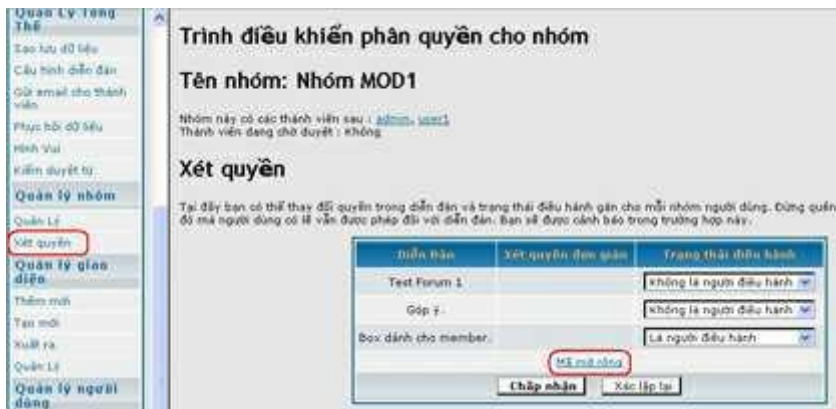 Quản Lý Tổng
Thể
Sao lưu dữ liệu
Cấu hình diễn đàn
Gửi email cho thành
viên
Phục hồi dữ liệu
Hình Vui
Kiểm duyệt từ
Quản lý nhóm
Quản Lí
Xét quyền
Quản lý giao
diện
Thêm mới
Tạo mới
Xuất ra
Quản Lí
Quản lý người
dùng
Trình điều khiển phân quyền cho nhóm
Tên nhóm: Nhóm MOD1
Nhóm này có các thành viên sau : admin, user1
Thành viên đang chờ duyệt : Không
Xét quyền
Tại đây bạn có thể thay đổi quyền trong diễn đàn và trạng thái điều hành gán cho mỗi nhóm người dùng. Đừng quên
đó mà người dùng có lẽ vẫn được phép đối với diễn đàn. Bạn sẽ được cảnh báo trong trường hợp này.
Diễn Đàn Xét quyền đơn giản Trạng thái điều hành
Test Forum 1 Không là người điều hành
Góp ý. Không là người điều hành
Box dành cho member. Là người điều hành
Mã mở rộng
Chấp nhận Xác lập lại